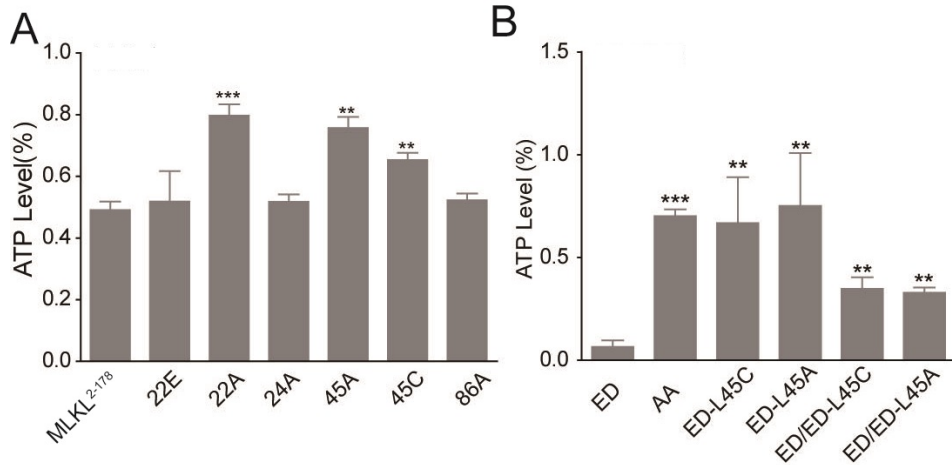 A
ATP Level(%)
1.0
0.8
0.6
0.4
0.2
0.0
***
**
**
MLKL2-178
22E
22A
24A
45A
45C
86A
B
ATP Level (%)
1.5
1.0
0.5
0.0
***
**
**
**
**
ED
AA
ED-L45C
ED-L45A
ED/ED-L45C
ED/ED-L45A